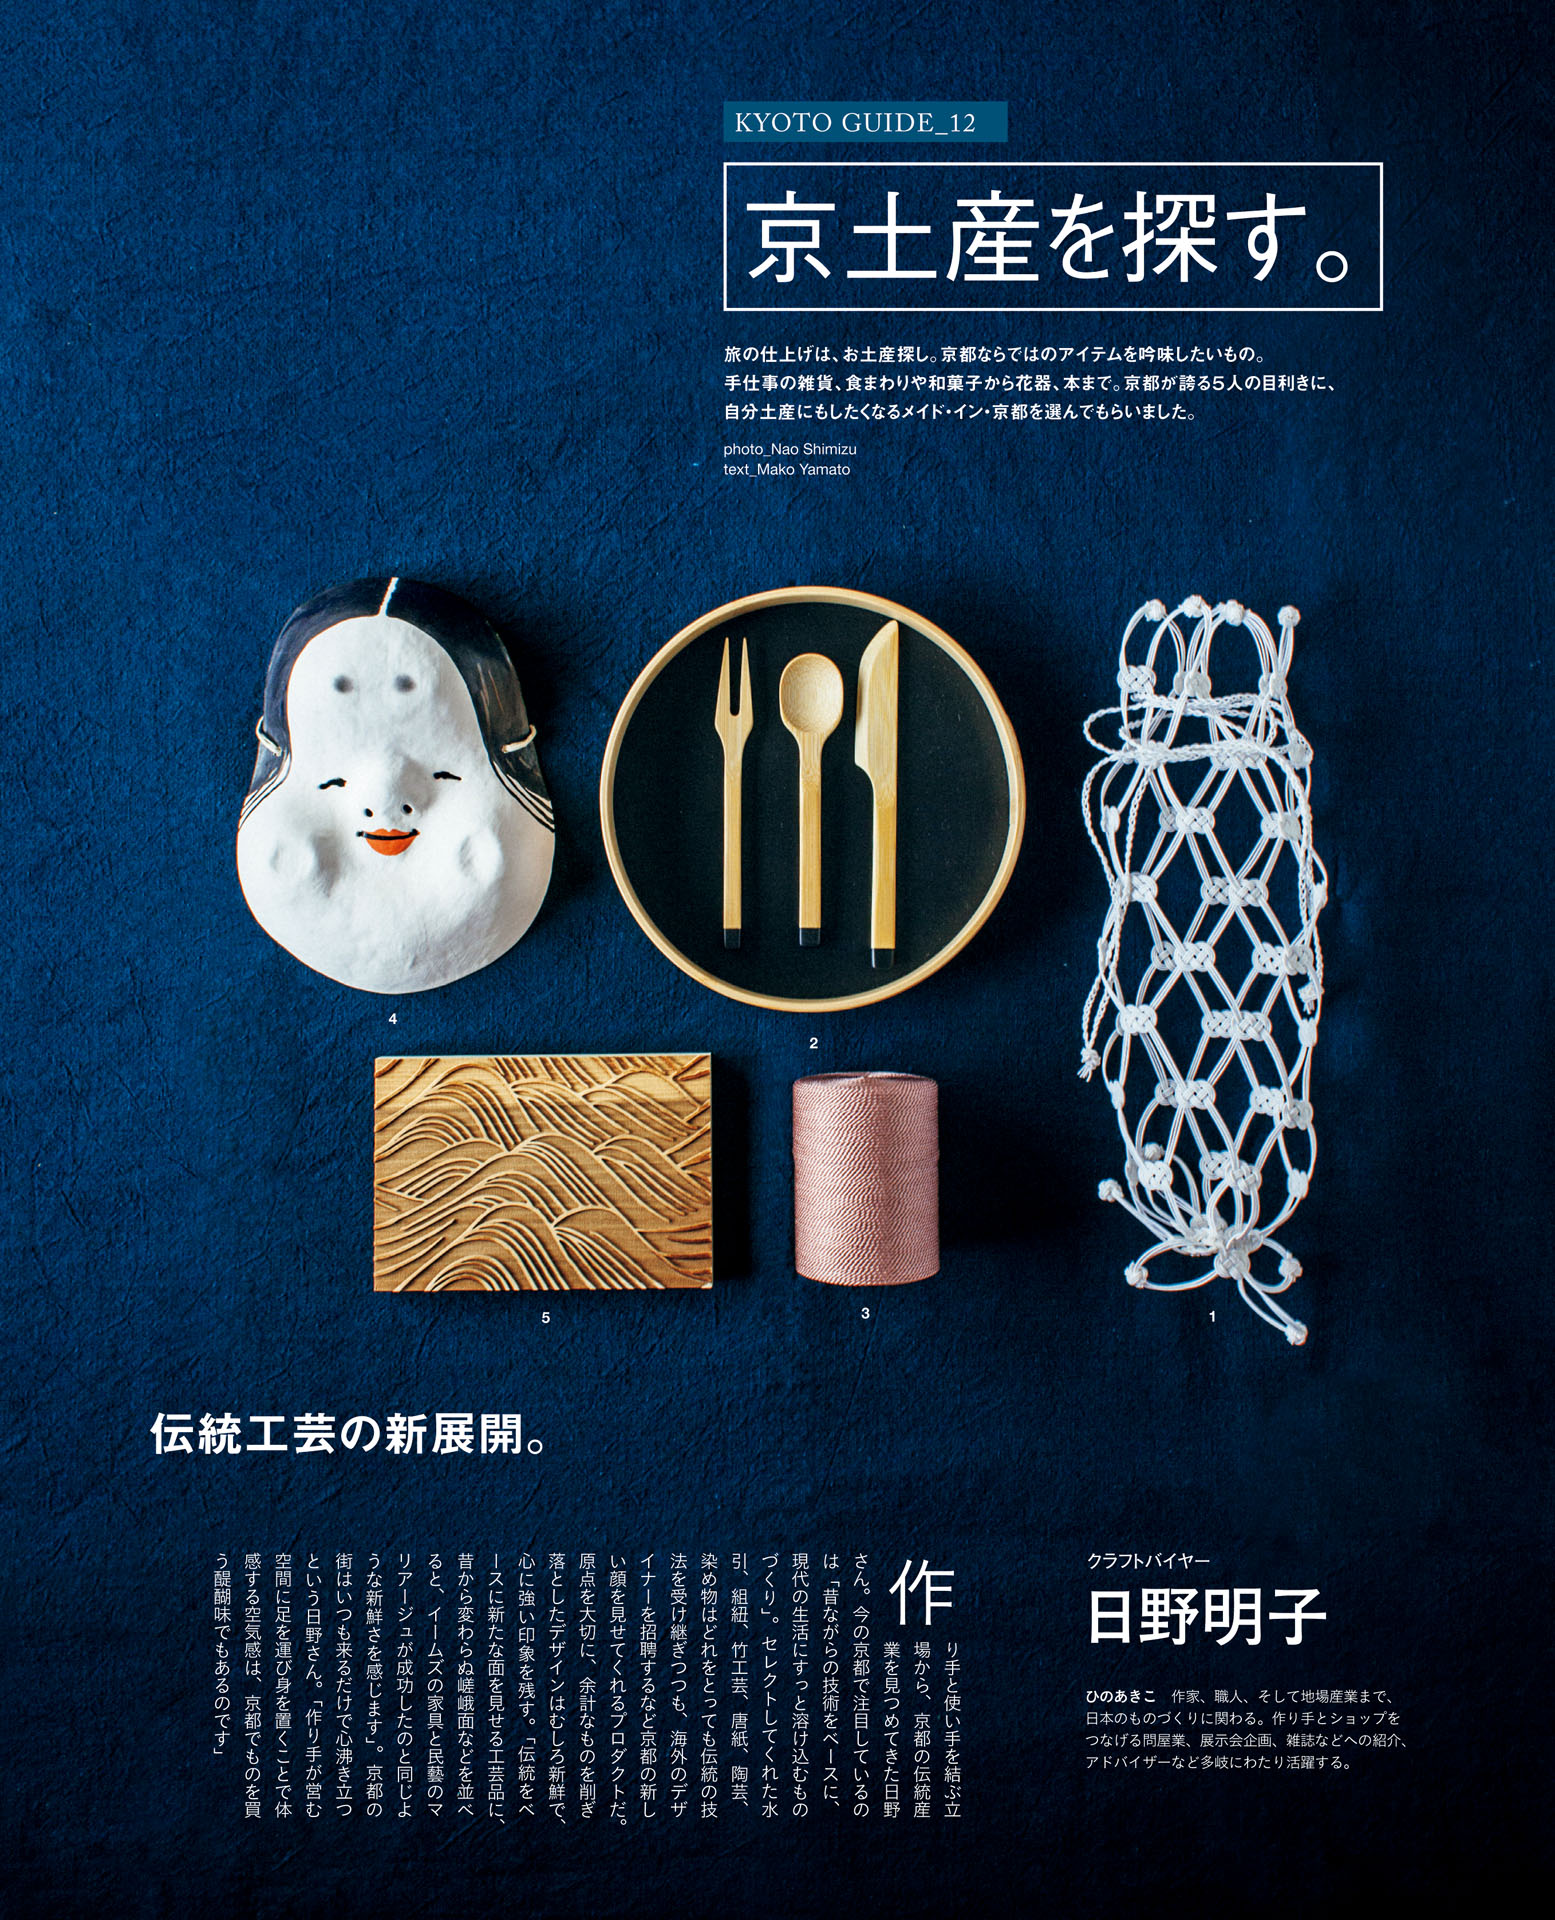 KYOTO GUIDE_12
京土産を探す。
旅の仕上げは、お土産探し。京都ならではのアイテムを吟味したいもの。
手仕事の雑貨、食まわりや和菓子から花器、本まで。京都が誇る5人の目利きに、
自分土産にもしたくなるメイド・イン・京都を選んでもらいました。
photo_Nao Shimizu
text_Mako Yamato
4
2
5
3
1
伝統工芸の新展開。
クラフトバイヤー
日野明子
ひのあきこ　作家、職人、そして地場産業まで、
日本のものづくりに関わる。作り手とショップを
つなげる問屋業、展示会企画、雑誌などへの紹介、
アドバイザーなど多岐にわたり活躍する。
作
り手と使い手を結ぶ立
場から、京都の伝統産
業を見つめてきた日野
さん。今の京都で注目しているの
は「昔ながらの技術をベースに、
現代の生活にすっと溶け込むもの
づくり」。セレクトしてくれた水
引、組紐、竹工芸、唐紙、陶芸、
染め物はどれをとっても伝統の技
法を受け継ぎつつも、海外のデザ
イナーを招聘するなど京都の新し
い顔を見せてくれるプロダクトだ。
原点を大切に、余計なものを削ぎ
落としたデザインはむしろ新鮮で、
心に強い印象を残す。「伝統をベ
ースに新たな面を見せる工芸品に、
昔から変わらぬ嵯峨面などを並べ
ると、イームズの家具と民藝のマ
リアージュが成功したのと同じよ
うな新鮮さを感じます」。京都の
街はいつも来るだけで心沸き立つ
という日野さん。「作り手が営む
空間に足を運び身を置くことで体
感する空気感は、京都でものを買
う醍醐味でもあるのです」